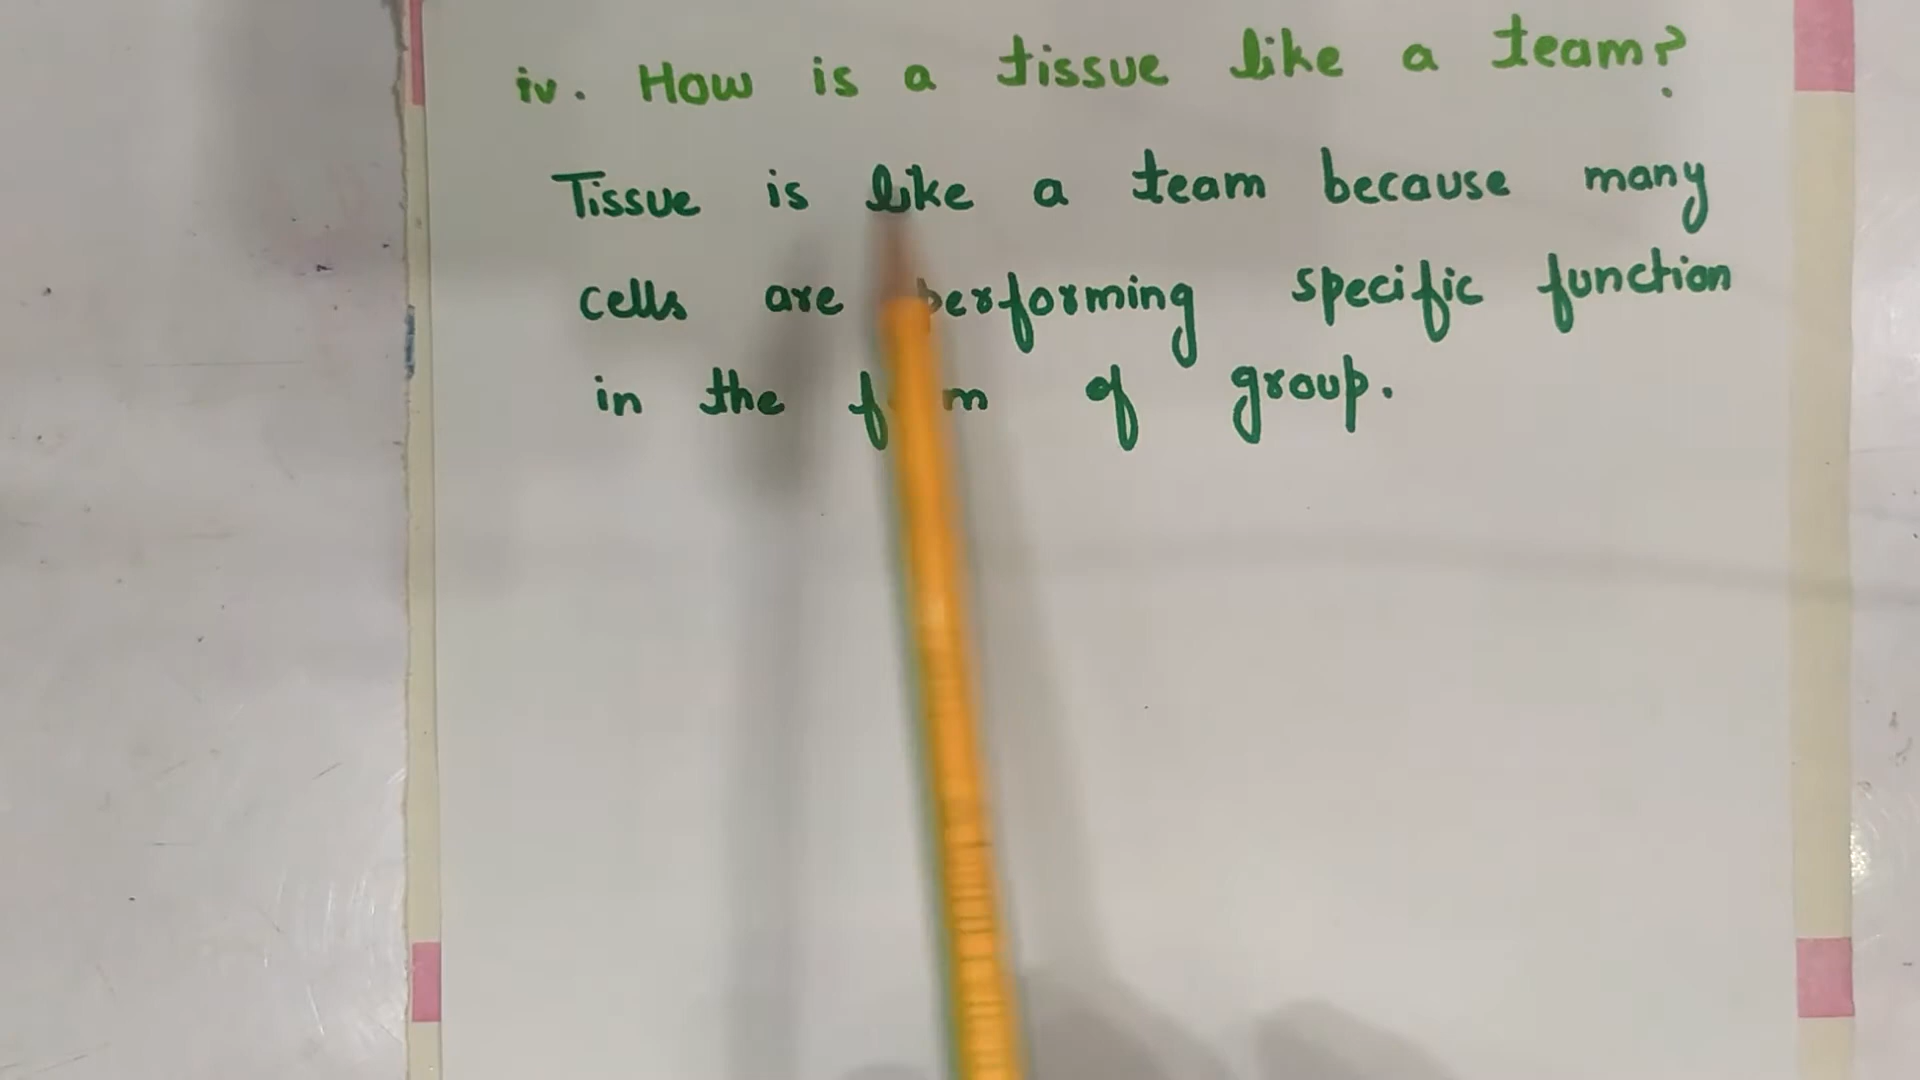 iv. How is a tissue like a team?
Tissue is like a team because many
cells are performing specific function
in the of group.